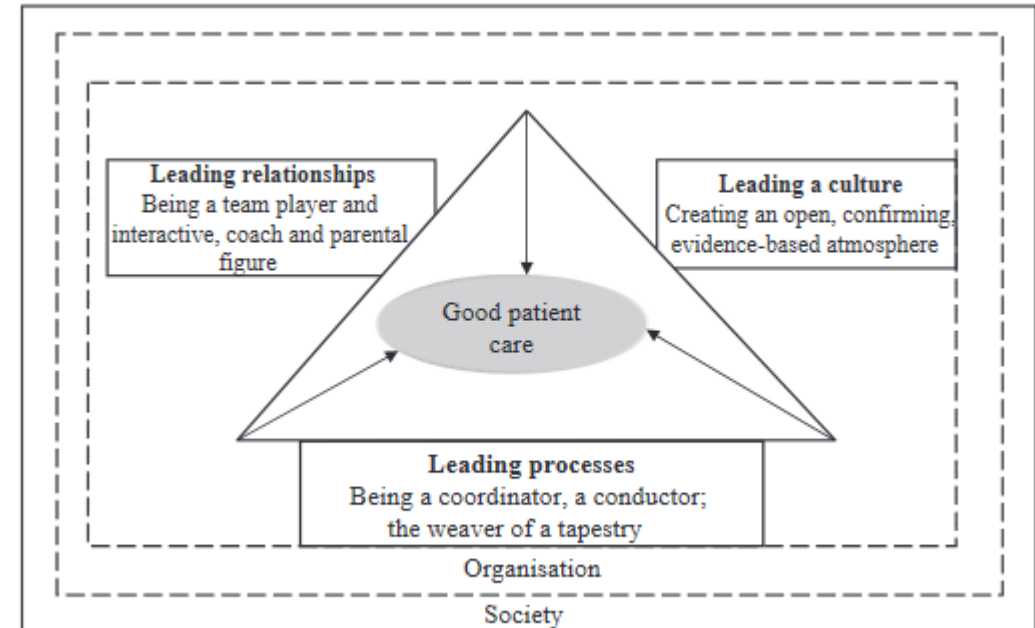 Leading relationships
Being a team player and
interactive, coach and parental
figure
Leading a culture
Creating an open, confirming,
evidence-based atmosphere
Good patient
care
Leading processes
Being a coordinator, a conductor;
the weaver of a tapestry
Organisation
Society